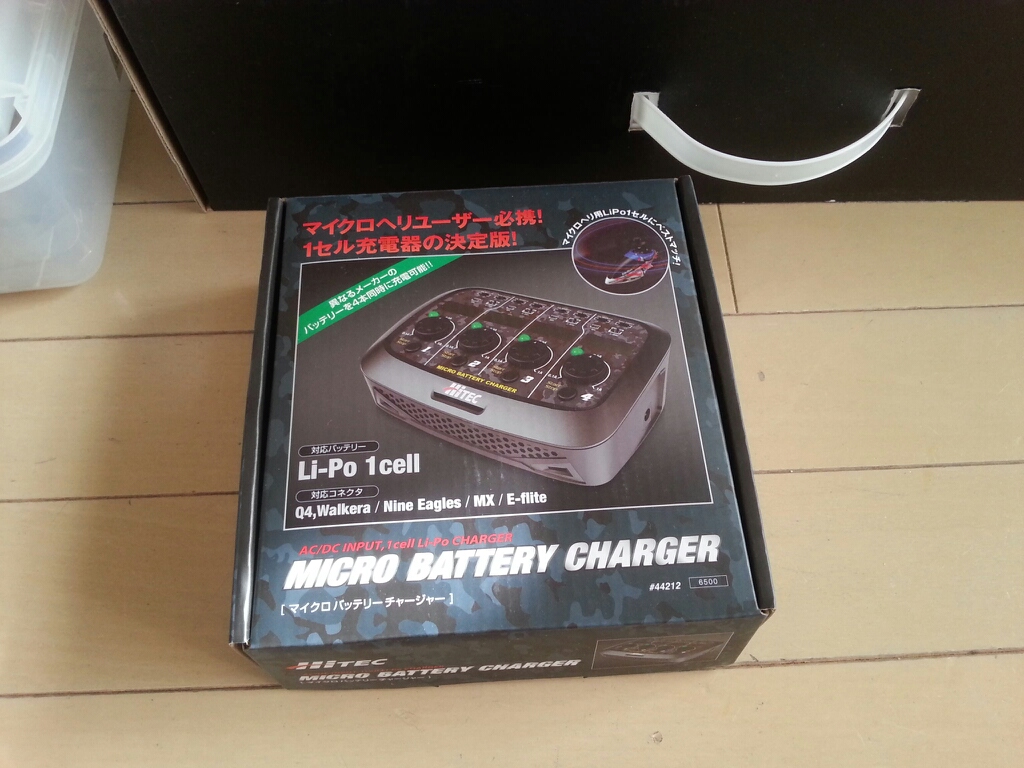 マイクロヘリユーザー必携!
1セル充電器の決定版!
マイクロヘリ用LiPo1セルにベストマッチ!
異なるメーカーの
バッテリーを4本同時に充電可能!!
2
3
4
MICRO BATTERY CHARGER
HiTEC
対応バッテリー
Li-Po 1cell
対応コネクタ
Q4,Walkera / Nine Eagles / MX / E-flite
AC/DC INPUT,1cell Li-Po CHARGER
MICRO BATTERY CHARGER
#44212 6500
[ マイクロ バッテリー チャージャー ]
HiTEC
MICRO BATTERY CHARGER